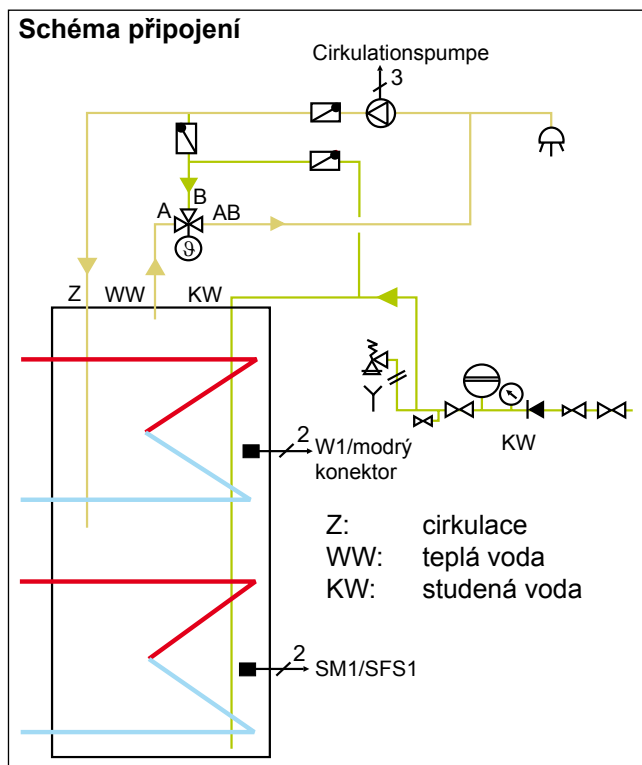 Schéma připojení
Cirkulationspumpe
3
B
A
AB
ϑ
Z
WW
KW
KW
2
W1/modrý
konektor
Z: cirkulace
WW: teplá voda
KW: studená voda
2
SM1/SFS1